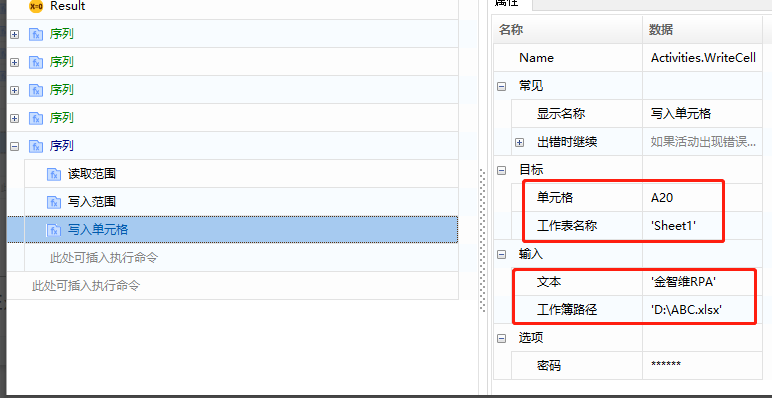 Result
序列
序列
序列
序列
序列
读取范围
写入范围
写入单元格
此处可插入执行命令
此处可插入执行命令
属性
名称 数据
Name Activities.WriteCell
常见
显示名称 写入单元格
出错时继续 如果活动出现错误...
目标
单元格 A20
工作表名称 'Sheet1'
输入
文本 '金智维RPA'
工作簿路径 'D:\ABC.xlsx'
选项
密码 ******